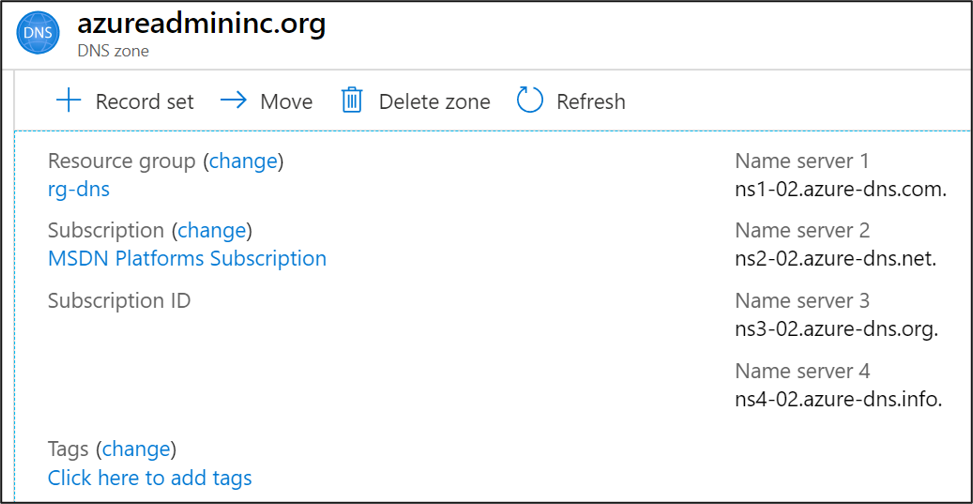 DNS
azureadmininc.org
DNS zone
Record set
Move
Delete zone
Refresh
Resource group (change)
rg-dns
Subscription (change)
MSDN Platforms Subscription
Subscription ID
Tags (change)
Click here to add tags
Name server 1
ns1-02.azure-dns.com.
Name server 2
ns2-02.azure-dns.net.
Name server 3
ns3-02.azure-dns.org.
Name server 4
ns4-02.azure-dns.info.